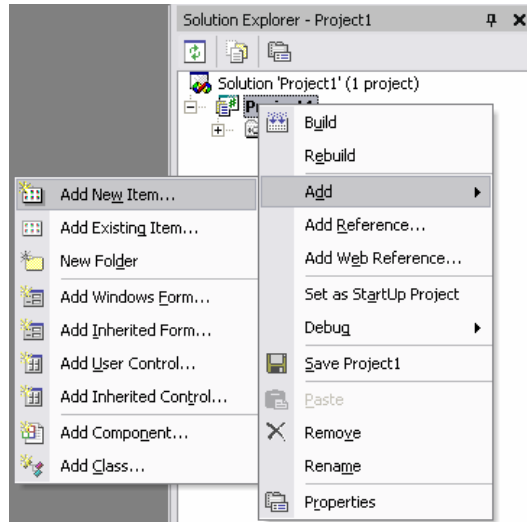 Solution Explorer - Project1
Solution 'Project1' (1 project)
Build
Rebuild
Add
Add Reference...
Add Web Reference...
Set as StartUp Project
Debug
Save Project1
Paste
Remove
Rename
Properties
Add New Item...
Add Existing Item...
New Folder
Add Windows Form...
Add Inherited Form...
Add User Control...
Add Inherited Control...
Add Component...
Add Class...